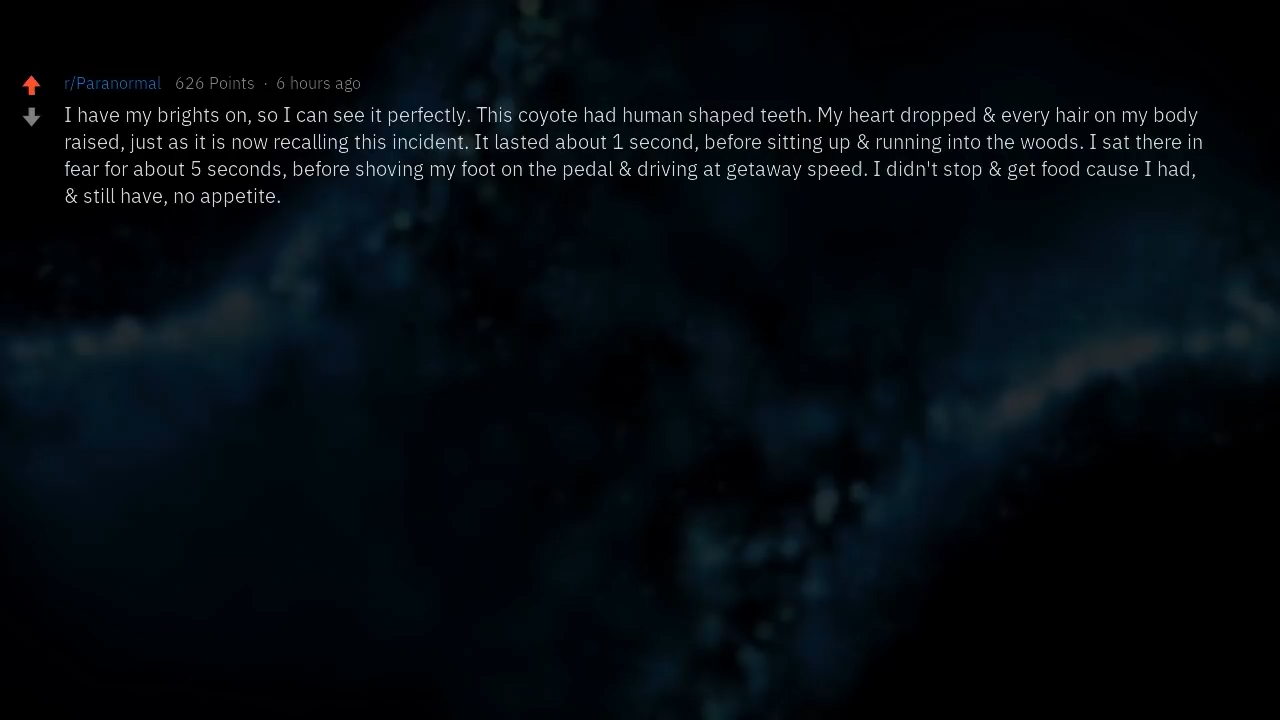 r/Paranormal 626 Points · 6 hours ago
I have my brights on, so I can see it perfectly. This coyote had human shaped teeth. My heart dropped & every hair on my body
raised, just as it is now recalling this incident. It lasted about 1 second, before sitting up & running into the woods. I sat there in
fear for about 5 seconds, before shoving my foot on the pedal & driving at getaway speed. I didn't stop & get food cause I had,
& still have, no appetite.